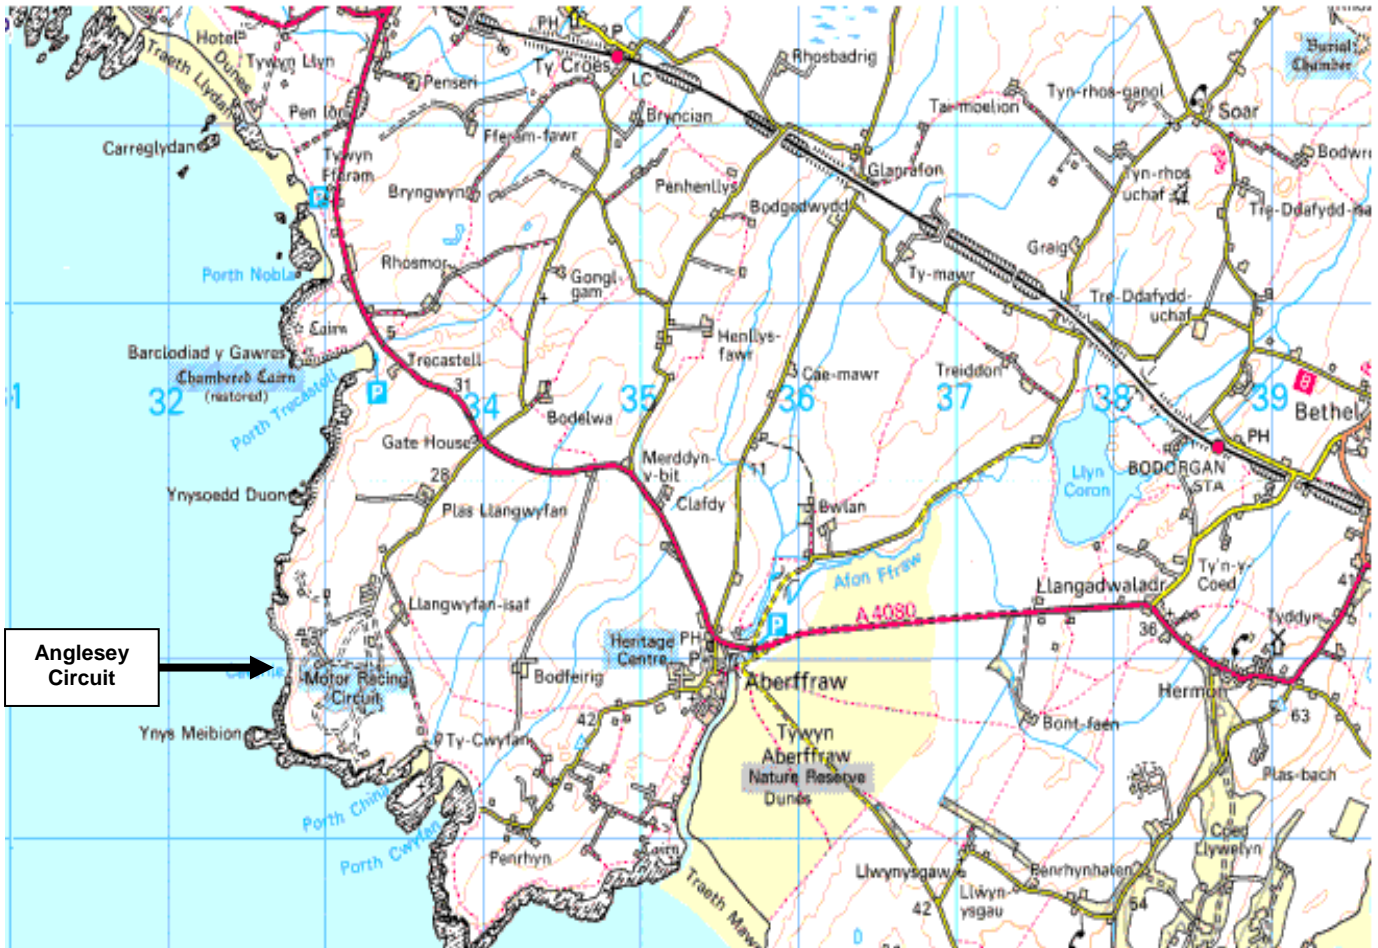 PH
P
Burial
Chamber
Hotel
Tywyn Llyn
Dunes
Traeth Llydan
Penseri
Ty Croes
LC
Rhosbadrig
Tai-moelion
Tyn-rhos-ganol
Soar
Pen lôn
Bryncian
Fferam-fawr
Carreglydan
Tywyn
Fferam
P
Bryngwyn
Penhenllys
Glanrafon
Bodgedwydd
Tyn-rhos
uchaf
Graig
Porth Nobla
Rhosmor
Gongl
gam
Ty-mawr
Tre-Ddafydd-
uchaf
Cairn
5
Henllys-
fawr
Barclodiad y Gawres
Chambered Cairn
(restored)
Trecastell
31
Cae-mawr
Treiddon
8
Bethel
32
P
34
35
36
37
38
39
Porth Trecastell
Bodelwa
Gate House
28
Merddyn-
y-bit
11
PH
BODORGAN
STA
Llyn
Coron
Ynysoedd Duon
Plas Llangwyfan
Clafdy
Bwlan
Afon Ffraw
Llangadwaladr
Ty'n-y-
Coed
41
Llangwyfan-isaf
A 4080
36
Tyddyn
Anglesey
Circuit
Motor Racing
Circuit
Heritage
Centre
PH
P
P
Bodfeirig
Aberffraw
Hermon
Ynys Meibion
42
Bont-faen
63
Ty-Cwyfan
Tywyn
Aberffraw
Nature Reserve
Dunes
Plas-bach
Porth China
Porth Cwyfan
Coed
Llywelyn
Penrhyn
Cairn
Llwynysgaw
Penrhynhaten
Traeth Mawr
Llwyn-
ysgau
42
54